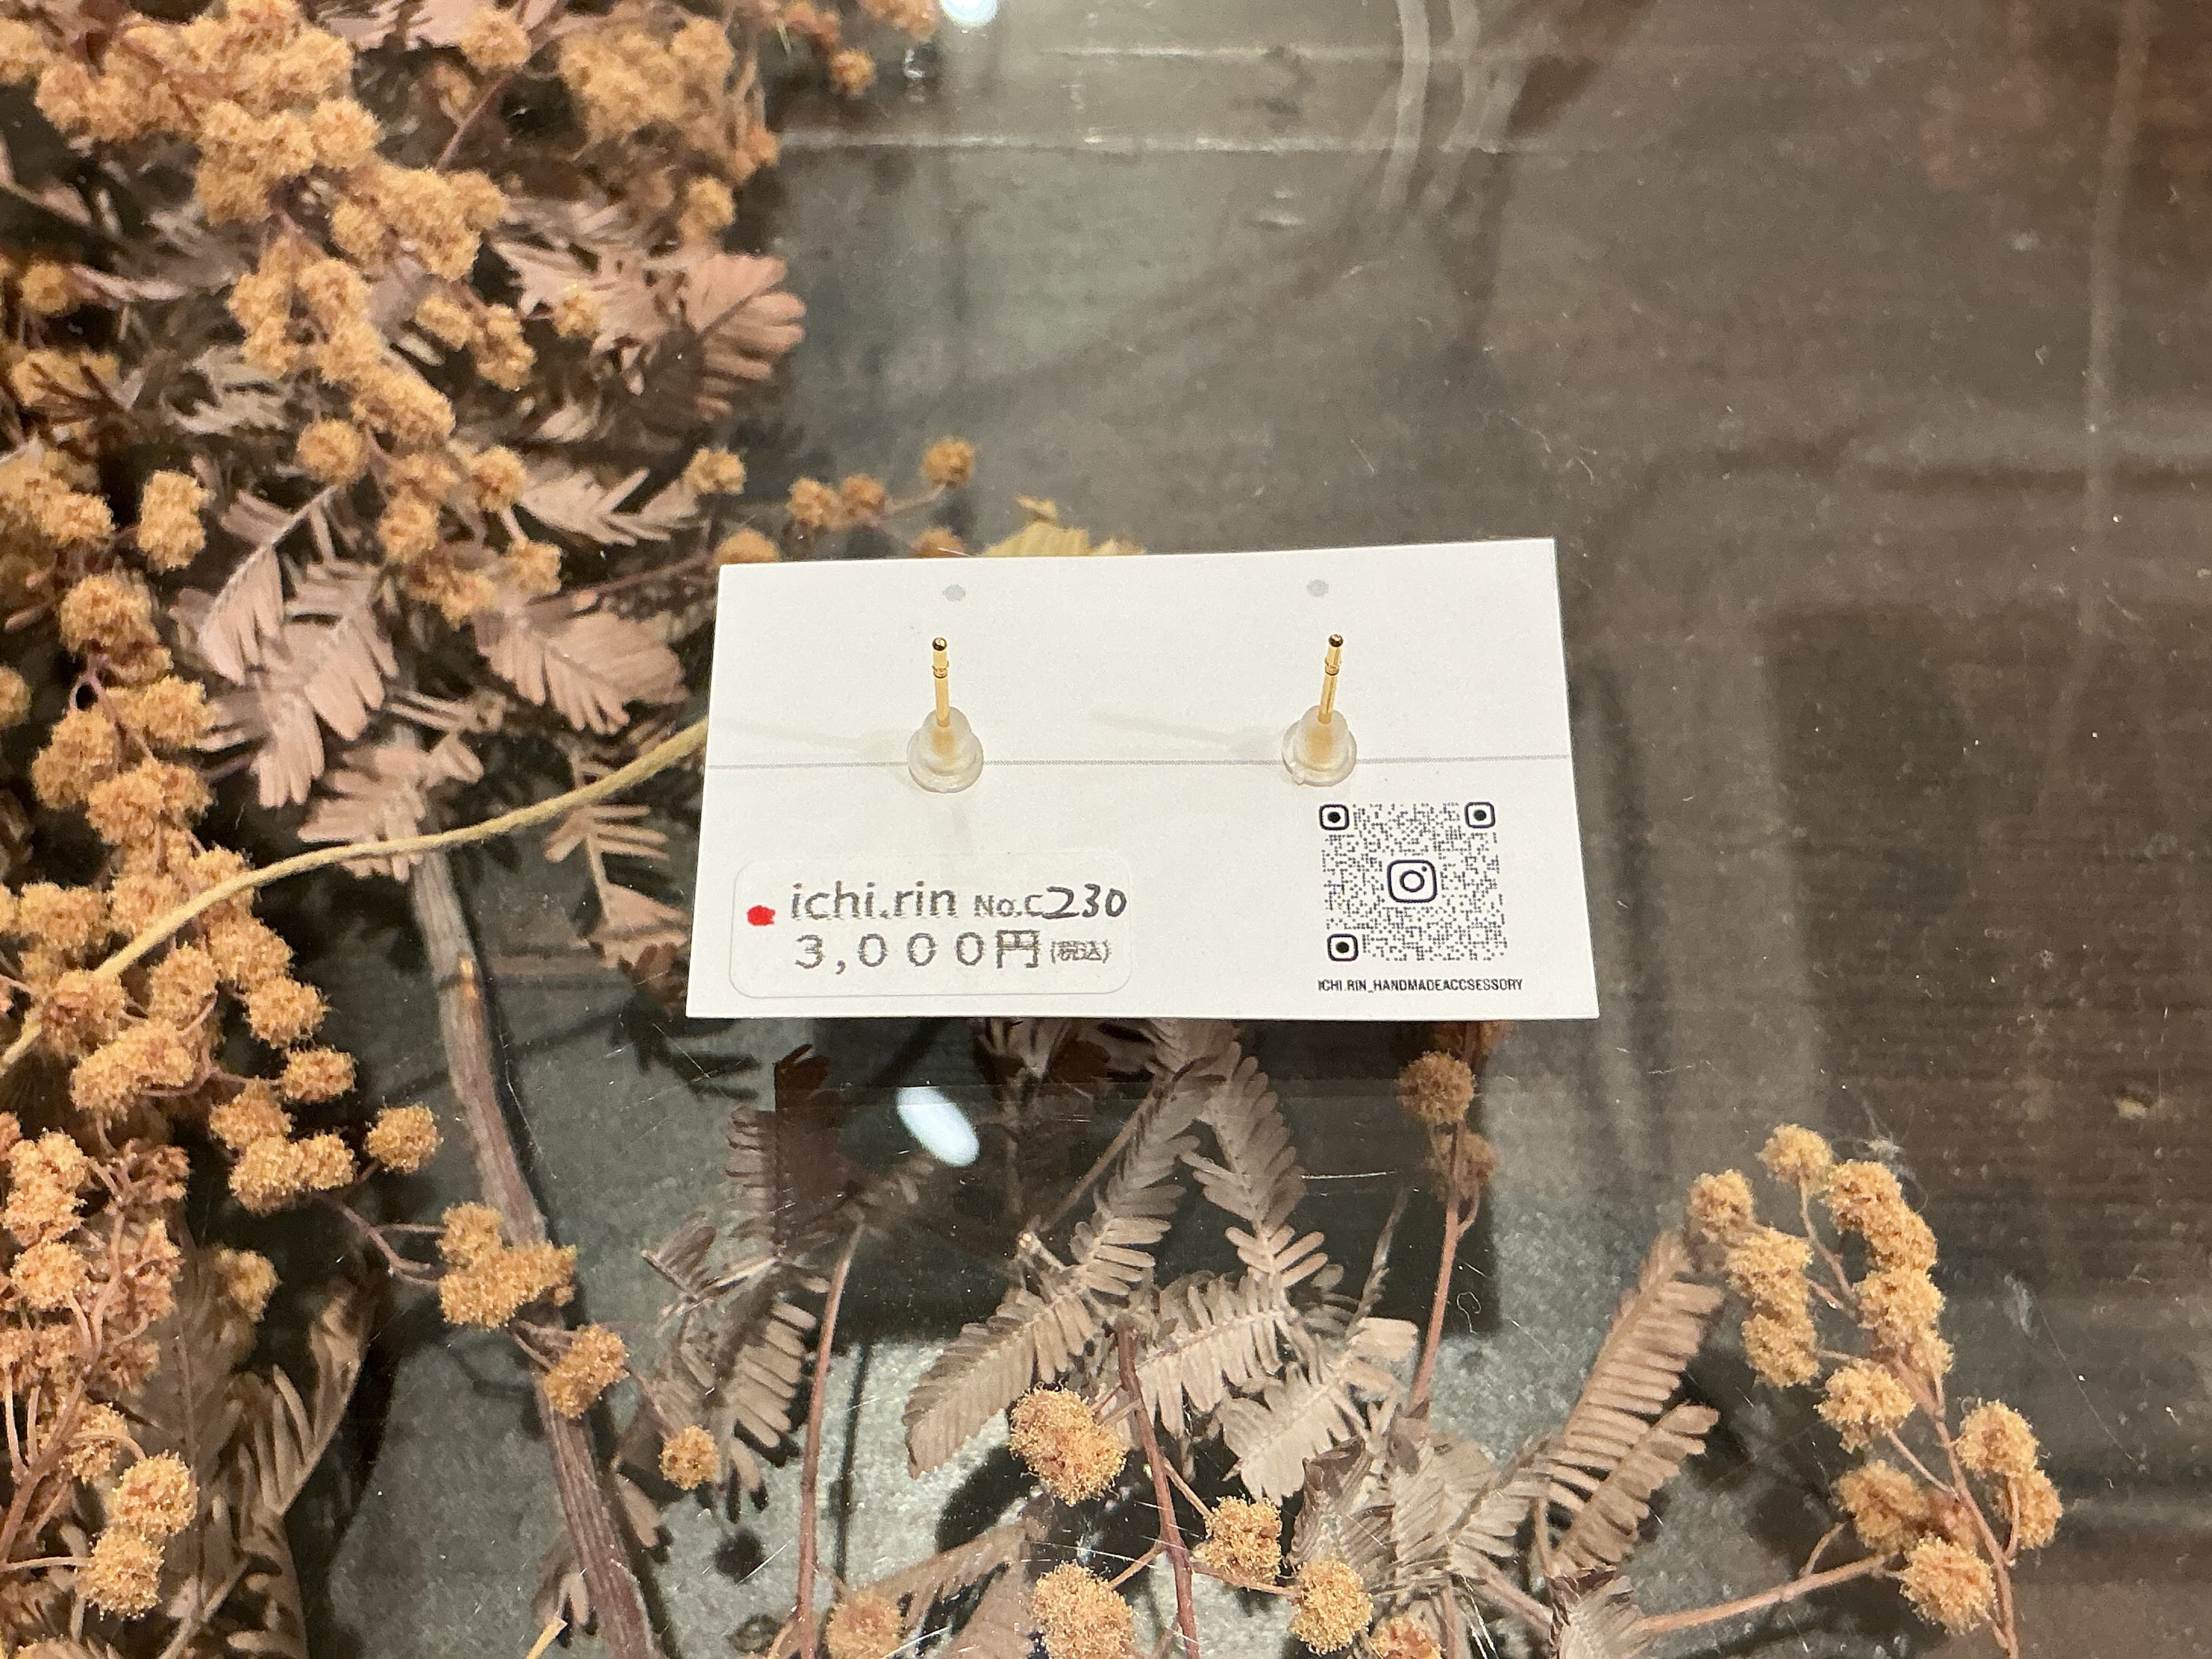 ichi.rin No.C230
3,000円(税込)
ICHI.RIN_HANDMADEACCSESSORY